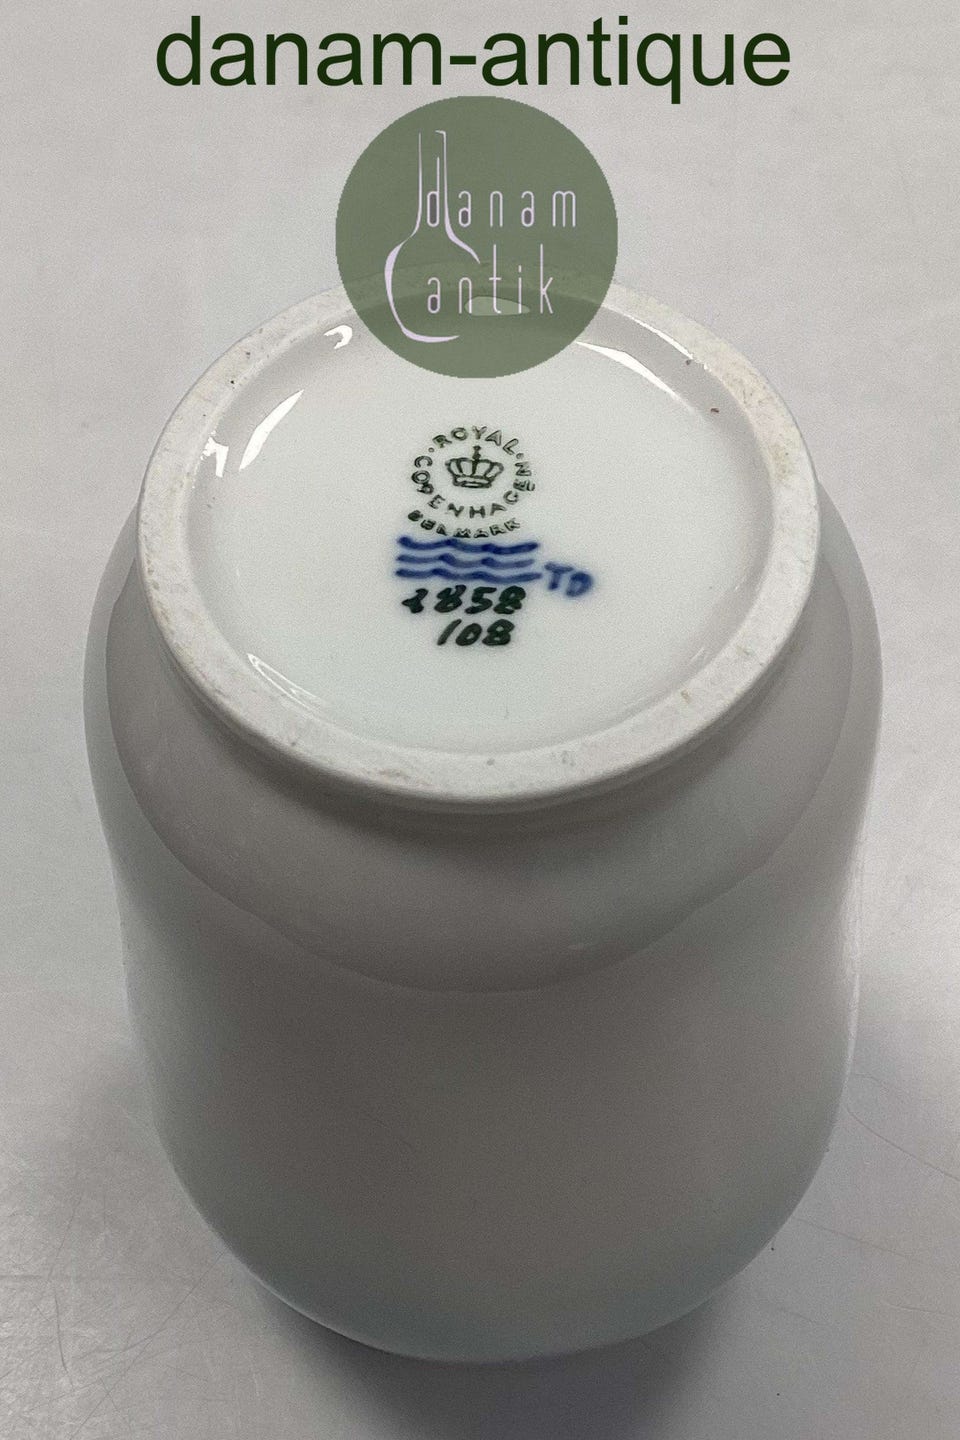 danam-antique
danam
antik
ROYAL
COPENHAGEN
DENMARK
TD
1858
108